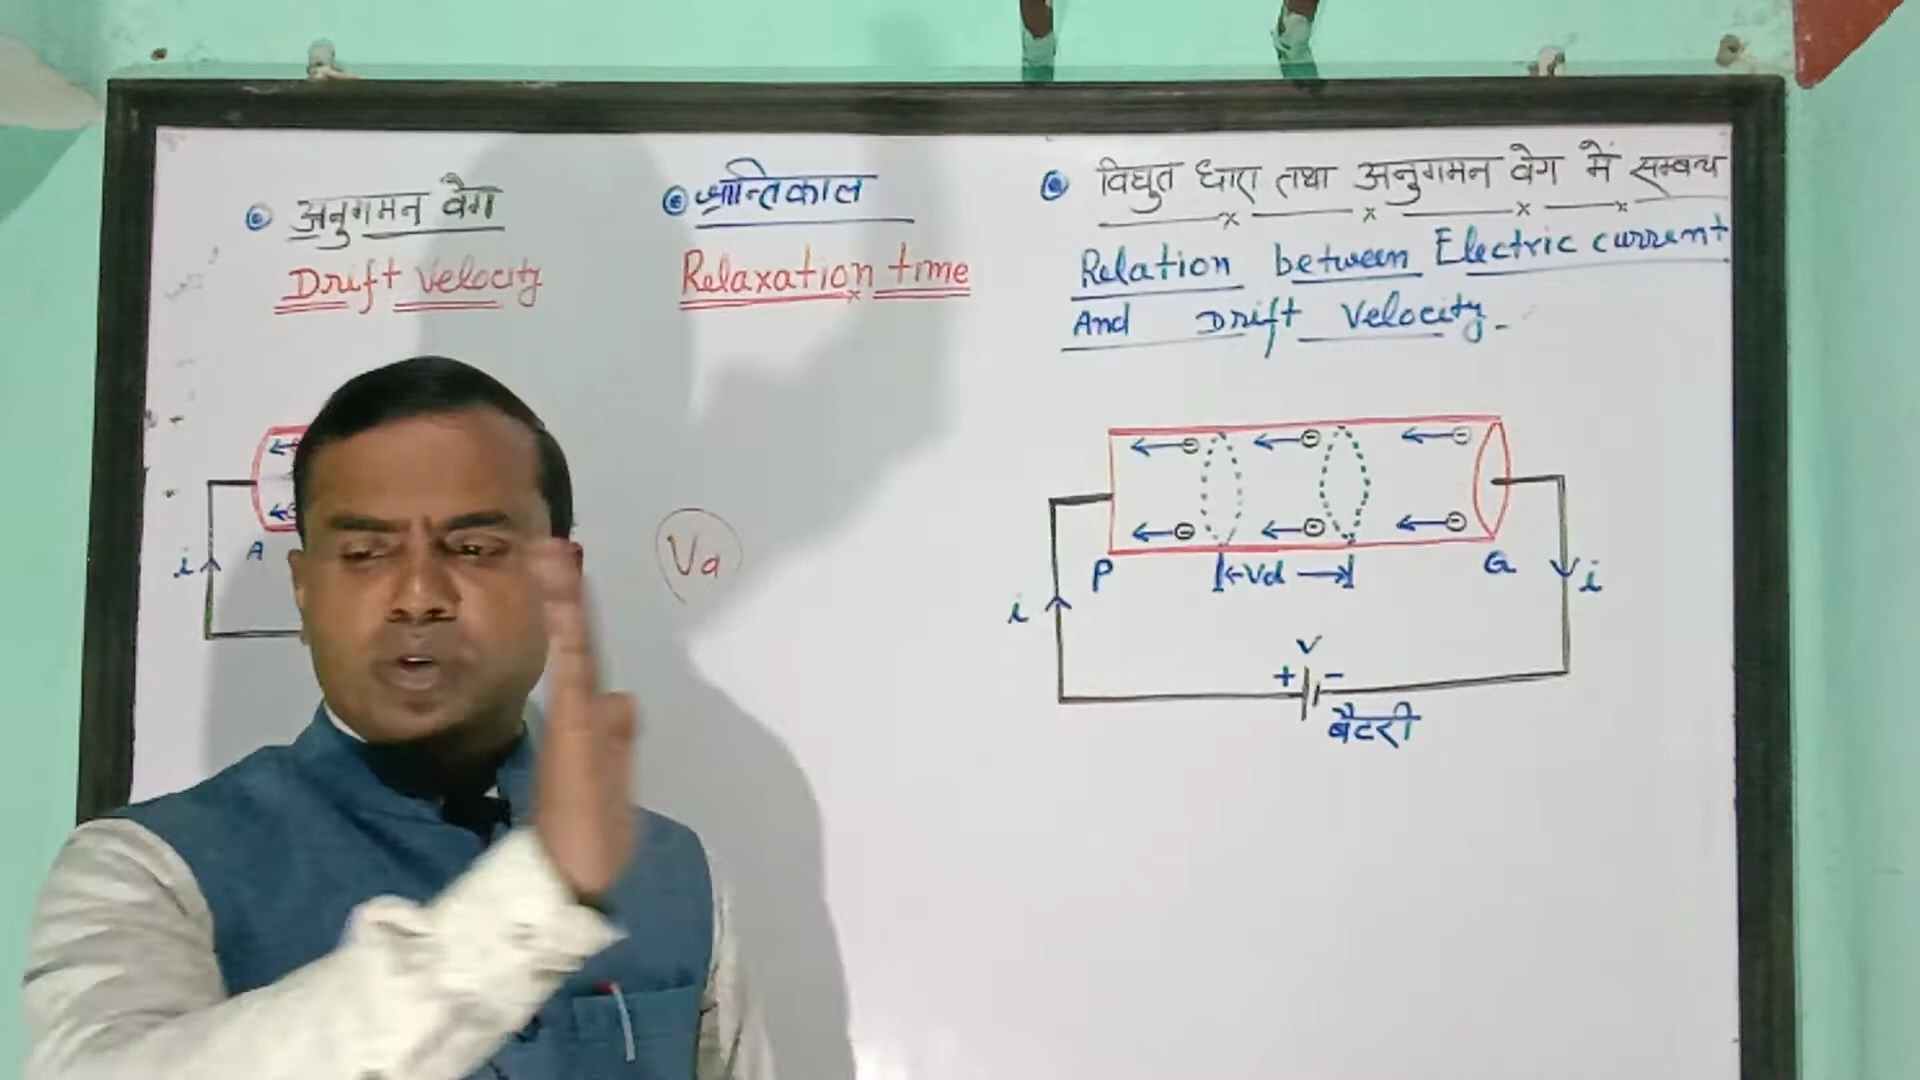 अनुगमन वेग
Drift Velocity
i
A
श्रान्तिकाल
Relaxation time
Vd
विघुत धारा तथा अनुगमन वेग में सम्बन्ध
Relation between Electric current
And Drift Velocity.
P
Vd
G
i
i
V
+ -
बैटरी